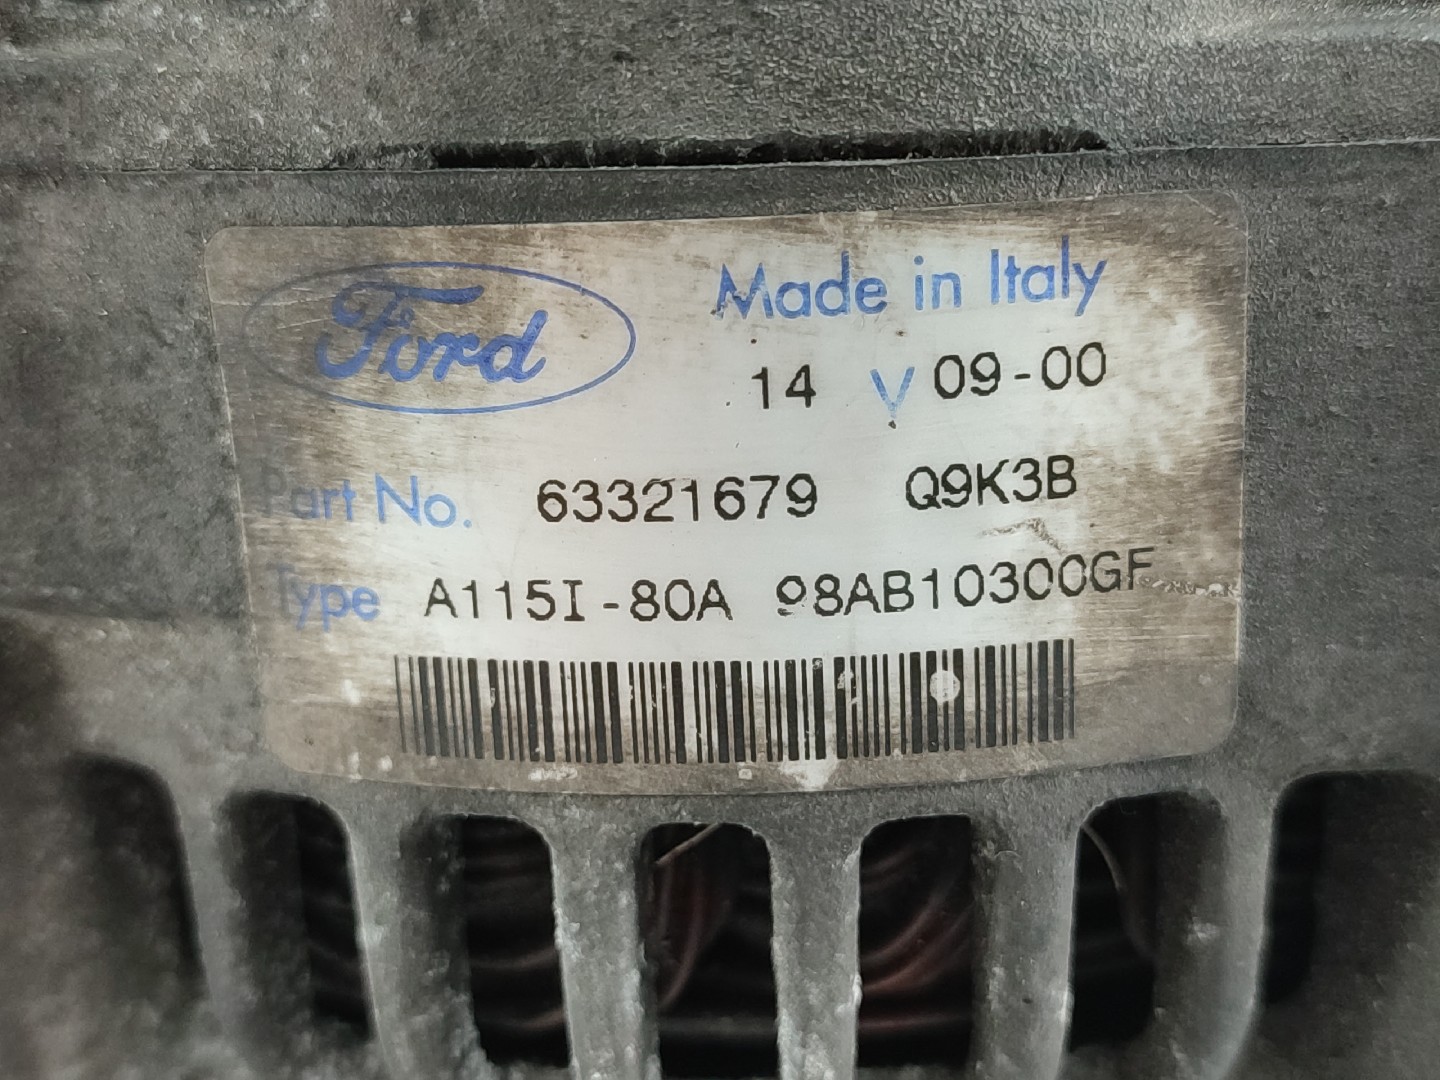 Ford
Made in Italy
14 V 09-00
Part No. 63321679 Q9K3B
Type A115I-80A 98AB10300GF